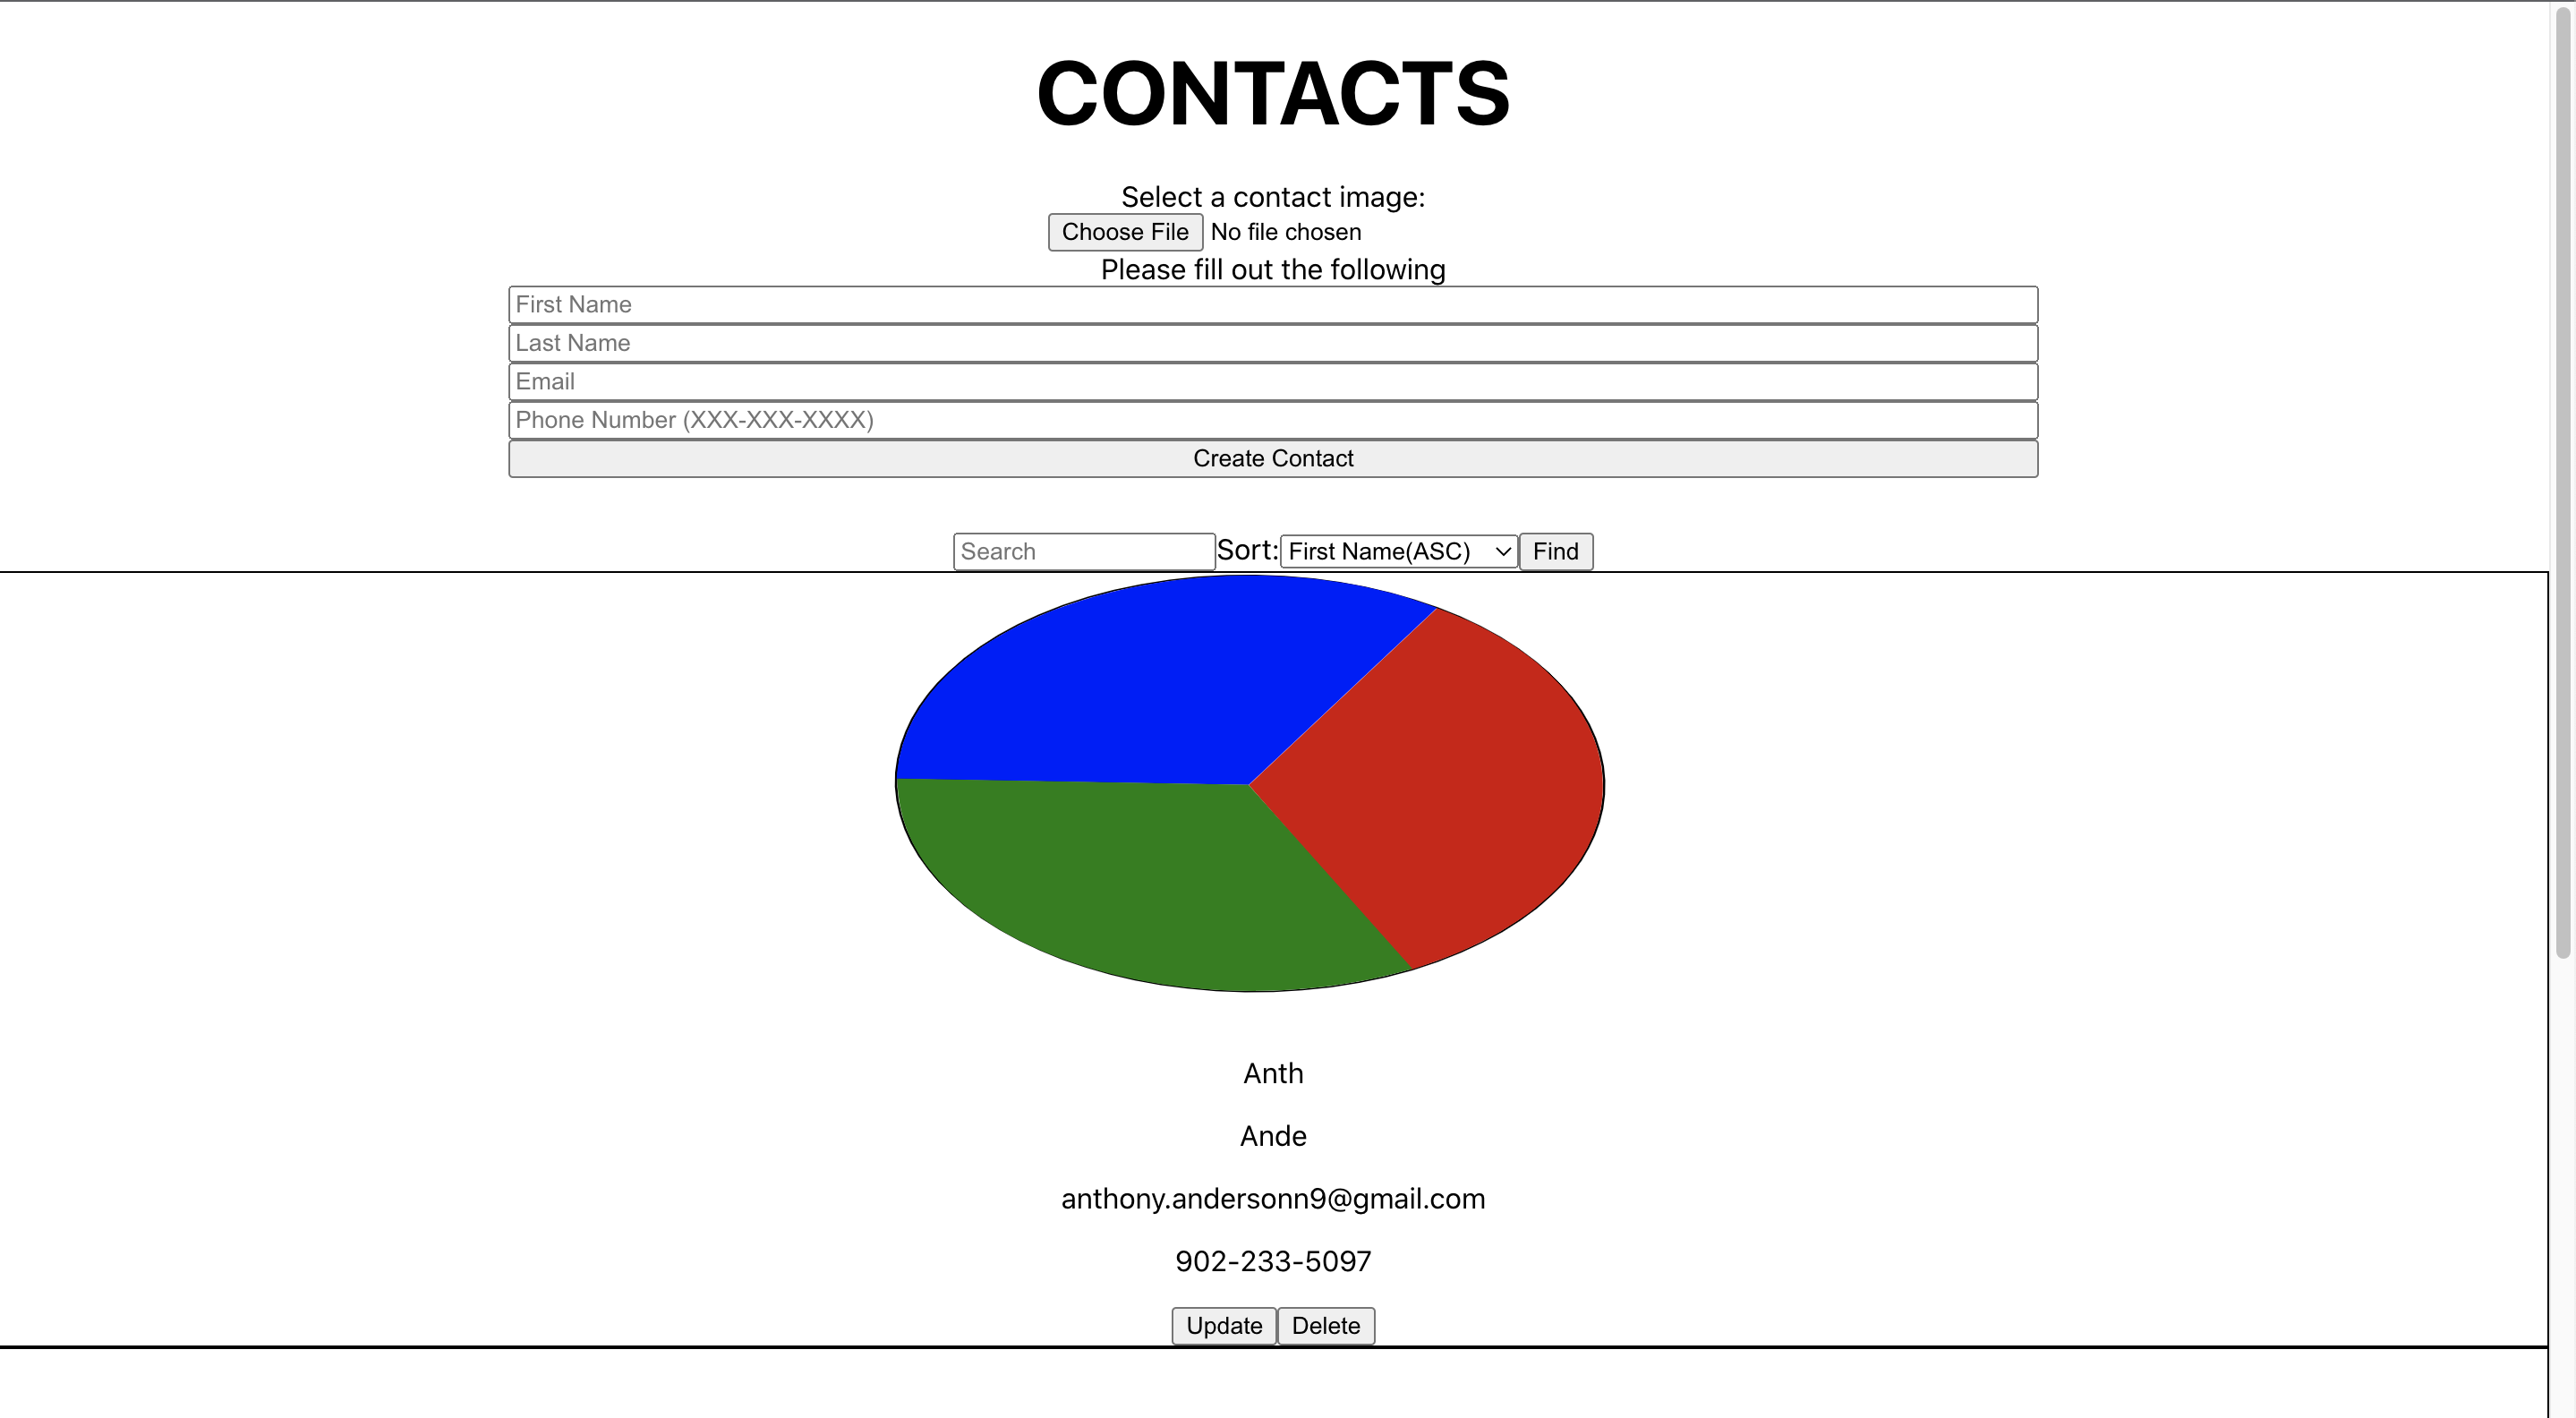 CONTACTS
Select a contact image:
Choose File No file chosen
Please fill out the following
First Name
Last Name
Email
Phone Number (XXX-XXX-XXXX)
Create Contact
Search Sort: First Name(ASC) Find
Anth
Ande
anthony.andersonn9@gmail.com
902-233-5097
Update Delete